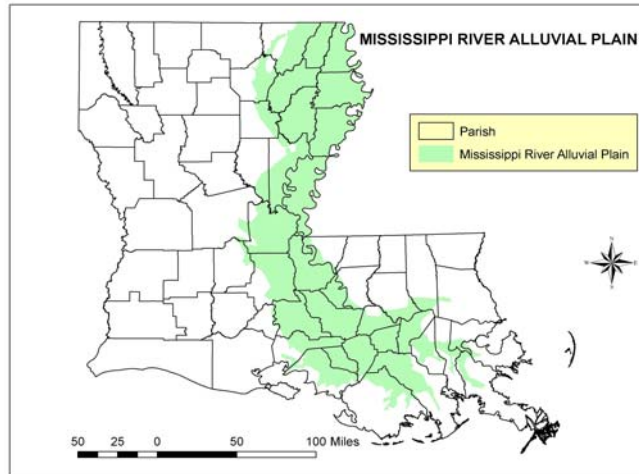 MISSISSIPPI RIVER ALLUVIAL PLAIN
Parish
Mississippi River Alluvial Plain
N
W E
S
50 25 0 50 100 Miles